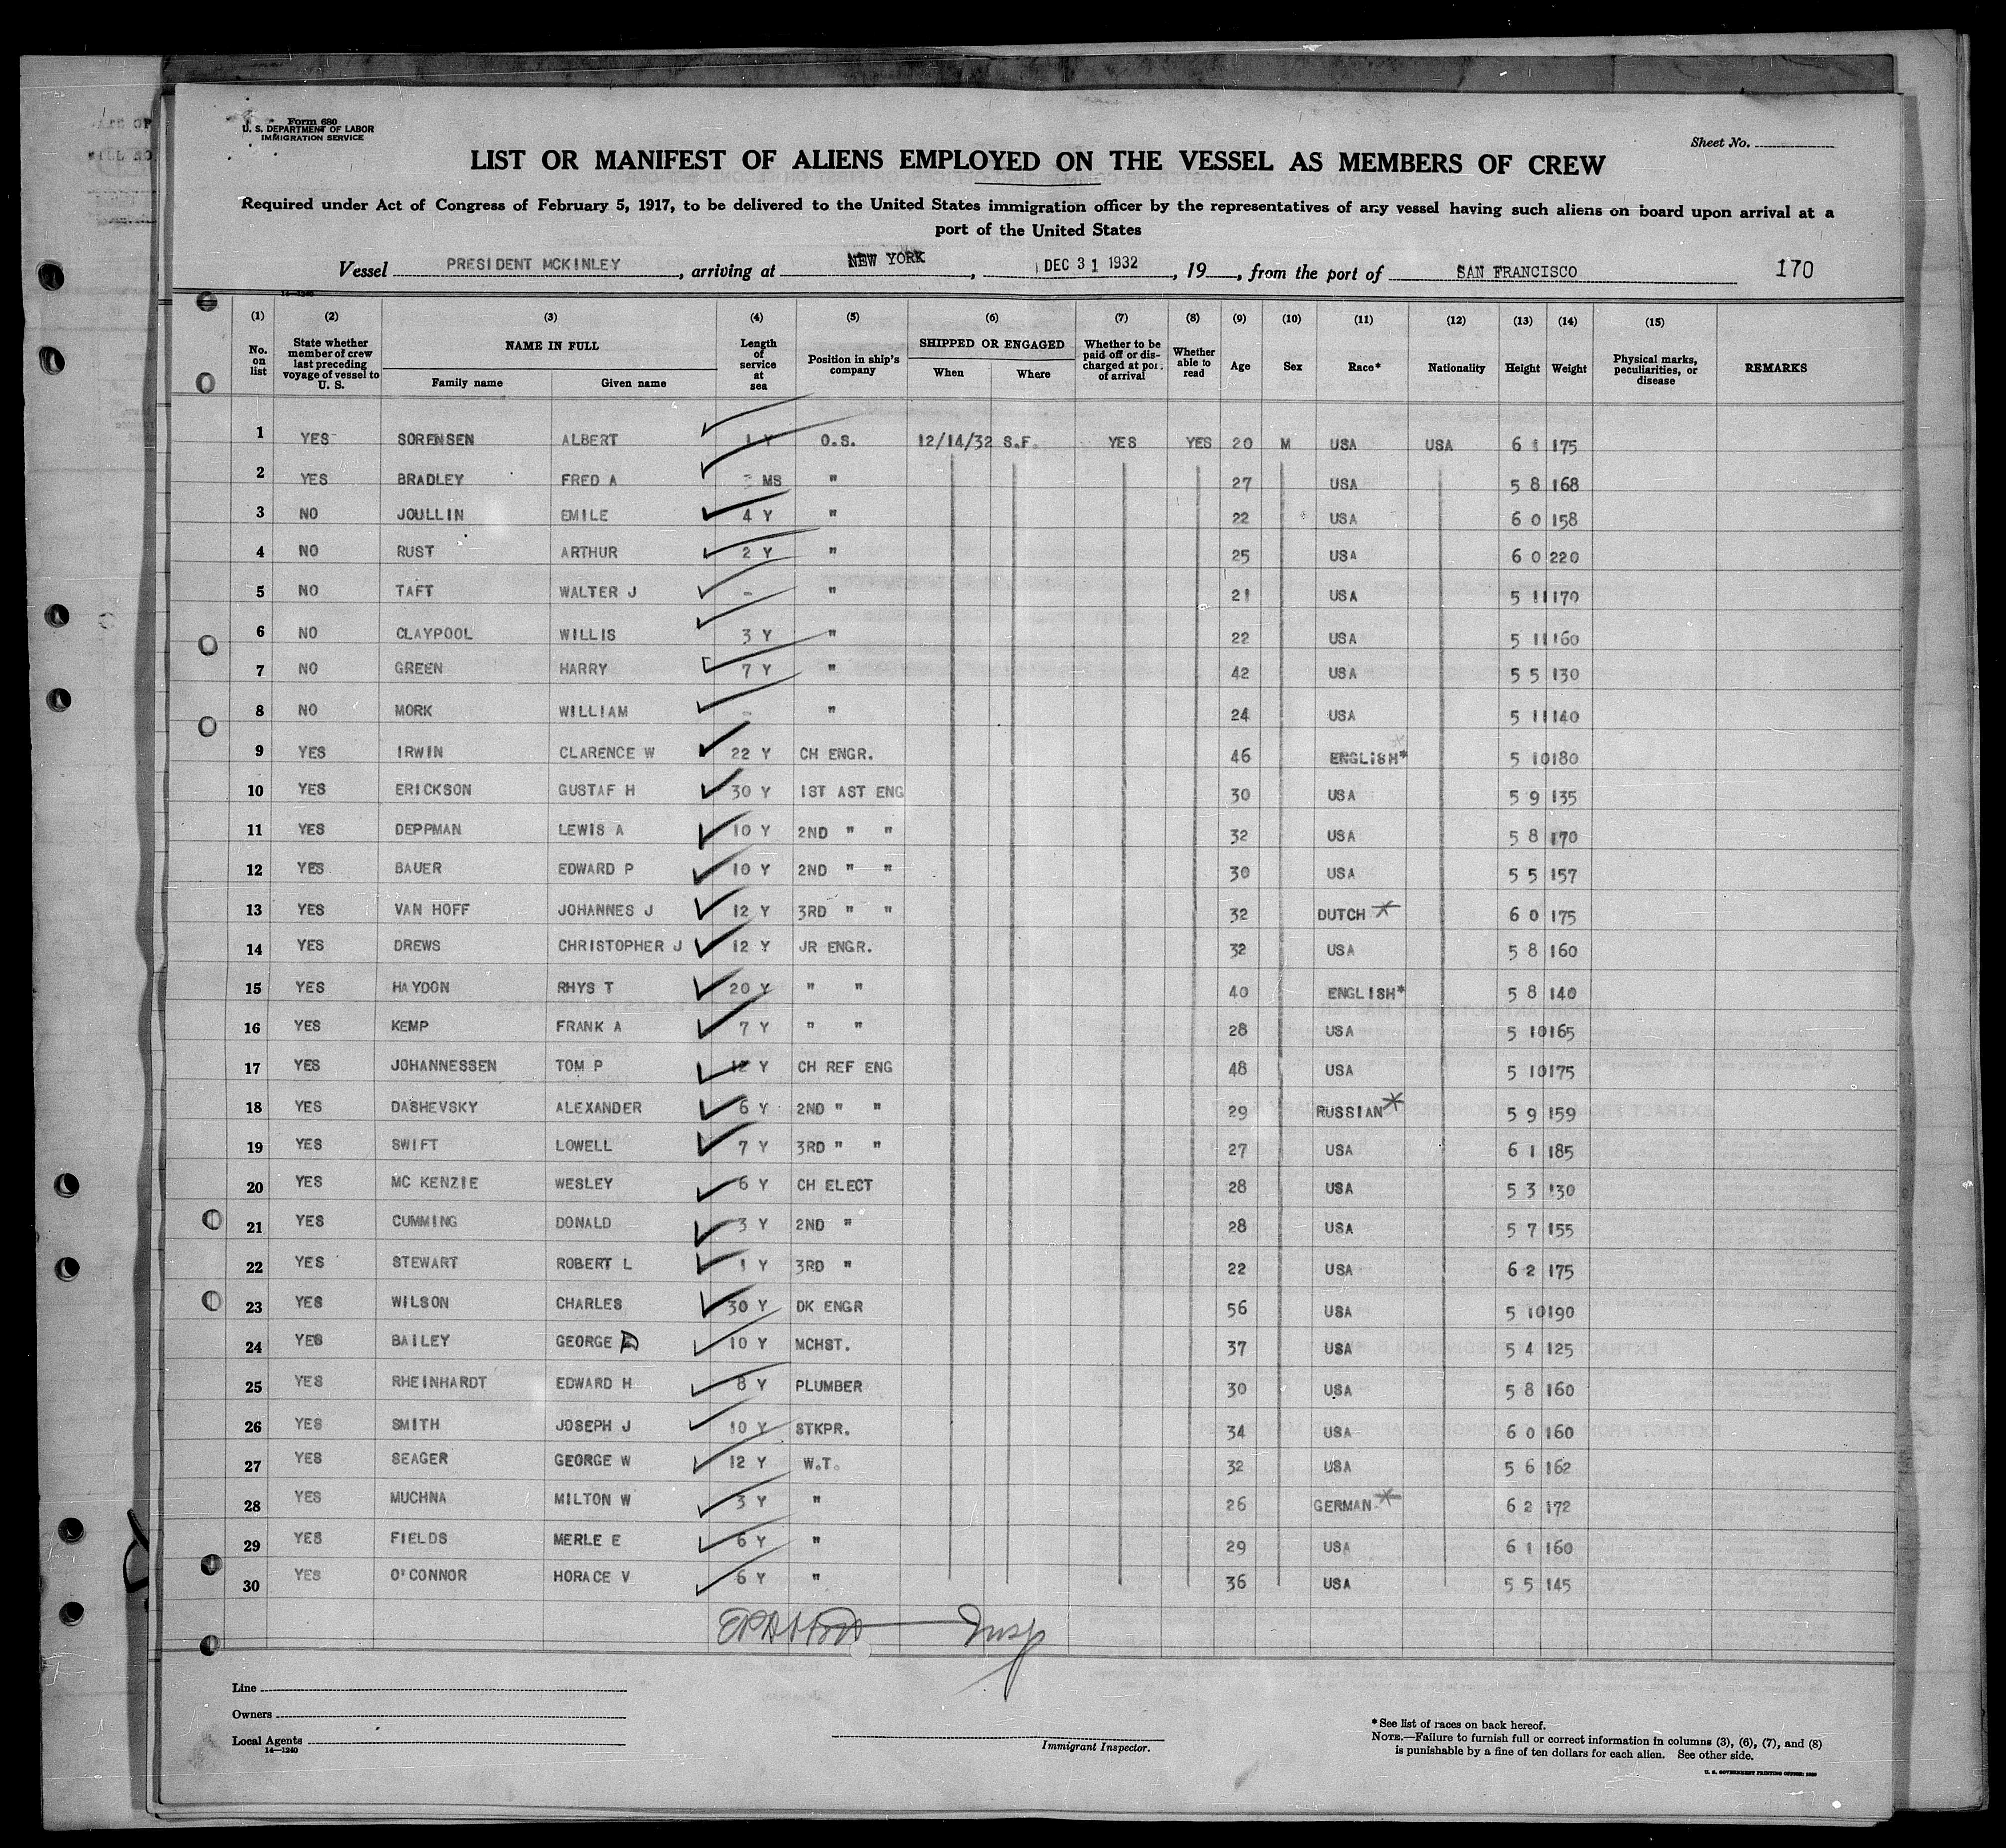 Form 680
U. S. DEPARTMENT OF LABOR
IMMIGRATION SERVICE
Sheet No.
LIST OR MANIFEST OF ALIENS EMPLOYED ON THE VESSEL AS MEMBERS OF CREW
Required under Act of Congress of February 5, 1917, to be delivered to the United States immigration officer by the representatives of any vessel having such aliens on board upon arrival at a
port of the United States
Vessel PRESIDENT MCKINLEY, arriving at NEW YORK, DEC 31 1932, 19, from the port of SAN FRANCISCO 170
14-1240
(1) (2) (3) (4) (5) (6) (7) (8) (9) (10) (11) (12) (13) (14) (15)
No. on list State whether member of crew last preceding voyage of vessel to U. S. NAME IN FULL Family name Given name Length of service at sea Position in ship's company SHIPPED OR ENGAGED When Where Whether to be paid off or discharged at port of arrival Whether able to read Age Sex Race* Nationality Height Weight Physical marks, peculiarities, or disease REMARKS
1 YES SORENSEN ALBERT 1 Y O.S. 12/14/32 S.F. YES YES 20 M USA USA 6 1 175
2 YES BRADLEY FRED A MS " 27 USA 5 8 168
3 NO JOULLIN EMILE 4 Y " 22 USA 6 0 158
4 NO RUST ARTHUR 2 Y " 25 USA 6 0 220
5 NO TAFT WALTER J - " 21 USA 5 11 170
6 NO CLAYPOOL WILLIS 3 Y " 22 USA 5 11 160
7 NO GREEN HARRY 7 Y " 42 USA 5 5 130
8 NO MORK WILLIAM - " 24 USA 5 11 140
9 YES IRWIN CLARENCE W 22 Y CH ENGR. 46 ENGLISH* 5 10 180
10 YES ERICKSON GUSTAF H 30 Y 1ST AST ENG 30 USA 5 9 135
11 YES DEPPMAN LEWIS A 10 Y 2ND " " 32 USA 5 8 170
12 YES BAUER EDWARD P 10 Y 2ND " " 30 USA 5 5 157
13 YES VAN HOFF JOHANNES J 12 Y 3RD " " 32 DUTCH * 6 0 175
14 YES DREWS CHRISTOPHER J 12 Y JR ENGR. 32 USA 5 8 160
15 YES HAYDON RHYS T 20 Y " " 40 ENGLISH* 5 8 140
16 YES KEMP FRANK A 7 Y " " 28 USA 5 10 165
17 YES JOHANNESSEN TOM P 12 Y CH REF ENG 48 USA 5 10 175
18 YES DASHEVSKY ALEXANDER 6 Y 2ND " " 29 RUSSIAN * 5 9 159
19 YES SWIFT LOWELL 7 Y 3RD " " 27 USA 6 1 185
20 YES MC KENZIE WESLEY 6 Y CH ELECT 28 USA 5 3 130
21 YES CUMMING DONALD 3 Y 2ND " 28 USA 5 7 155
22 YES STEWART ROBERT L 1 Y 3RD " 22 USA 6 2 175
23 YES WILSON CHARLES 30 Y DK ENGR 56 USA 5 10 190
24 YES BAILEY GEORGE D 10 Y MCHST. 37 USA 5 4 125
25 YES RHEINHARDT EDWARD H 8 Y PLUMBER 30 USA 5 8 160
26 YES SMITH JOSEPH J 10 Y STKPR. 34 USA 6 0 160
27 YES SEAGER GEORGE W 12 Y W.T. 32 USA 5 6 162
28 YES MUCHNA MILTON W 3 Y " 26 GERMAN * 6 2 172
29 YES FIELDS MERLE E 6 Y " 29 USA 6 1 160
30 YES O'CONNOR HORACE V 6 Y " 36 USA 5 5 145
Insp
Line
Owners
Local Agents
14-1240
Immigrant Inspector.
*See list of races on back hereof.
NOTE.—Failure to furnish full or correct information in columns (3), (6), (7), and (8)
is punishable by a fine of ten dollars for each alien. See other side.
U. S. GOVERNMENT PRINTING OFFICE